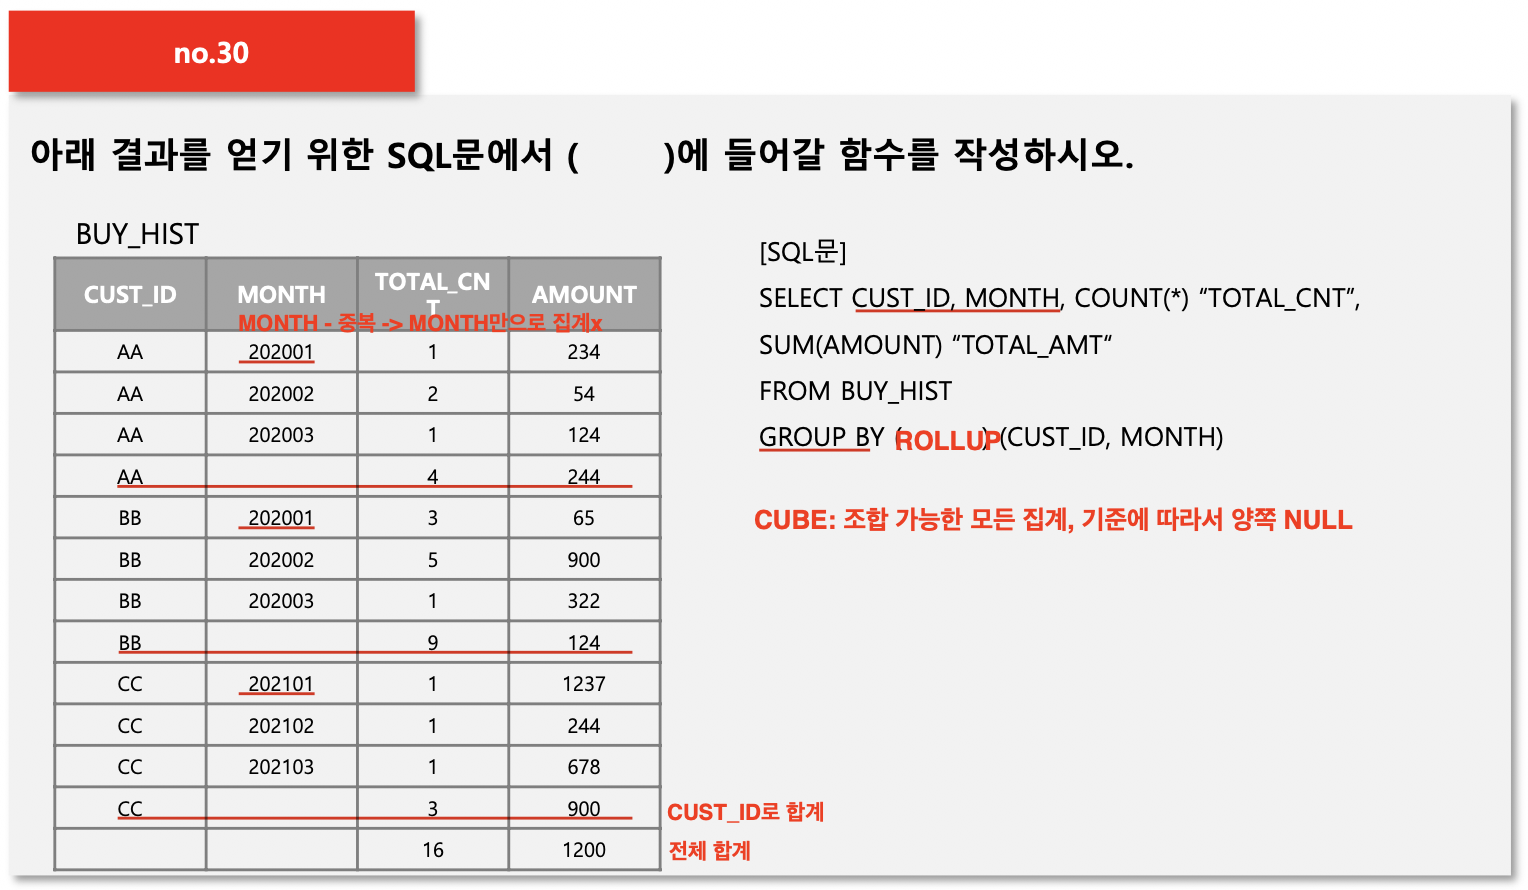 no.30
아래 결과를 얻기 위한 SQL문에서 ( )에 들어갈 함수를 작성하시오.
BUY_HIST
CUST_ID MONTH TOTAL_CN AMOUNT
T
MONTH - 중복 -> MONTH만으로 집계x
AA 202001 1 234
AA 202002 2 54
AA 202003 1 124
AA 4 244
BB 202001 3 65
BB 202002 5 900
BB 202003 1 322
BB 9 124
CC 202101 1 1237
CC 202102 1 244
CC 202103 1 678
CC 3 900 CUST_ID로 합계
16 1200 전체 합계
[SQL문]
SELECT CUST_ID, MONTH, COUNT(*) “TOTAL_CNT”,
SUM(AMOUNT) “TOTAL_AMT“
FROM BUY_HIST
GROUP BY (ROLLUP) (CUST_ID, MONTH)
CUBE: 조합 가능한 모든 집계, 기준에 따라서 양쪽 NULL